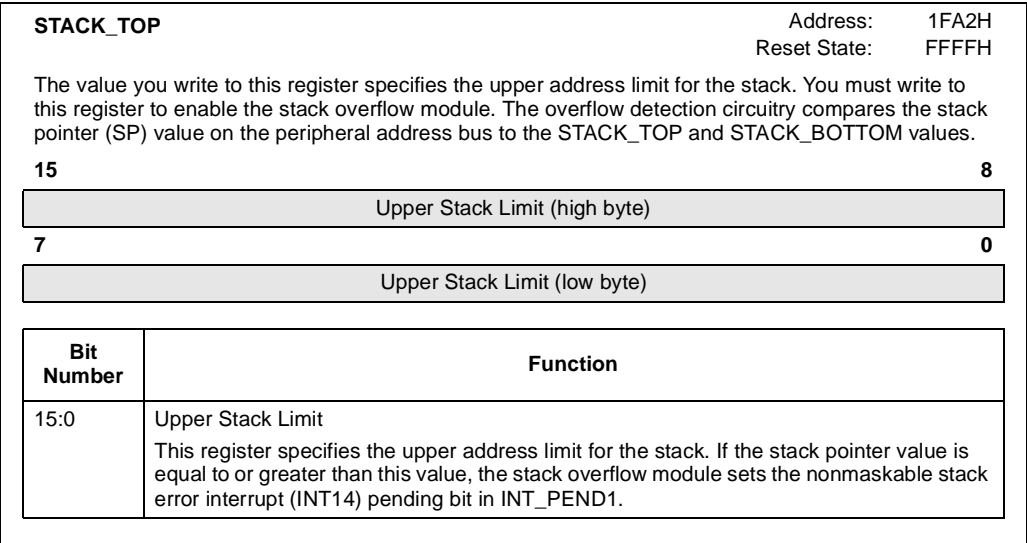 STACK_TOP
Address: 1FA2H
Reset State: FFFFH
The value you write to this register specifies the upper address limit for the stack. You must write to
this register to enable the stack overflow module. The overflow detection circuitry compares the stack
pointer (SP) value on the peripheral address bus to the STACK_TOP and STACK_BOTTOM values.
15 8
Upper Stack Limit (high byte)
7 0
Upper Stack Limit (low byte)
Bit
Number
Function
15:0
Upper Stack Limit
This register specifies the upper address limit for the stack. If the stack pointer value is
equal to or greater than this value, the stack overflow module sets the nonmaskable stack
error interrupt (INT14) pending bit in INT_PEND1.